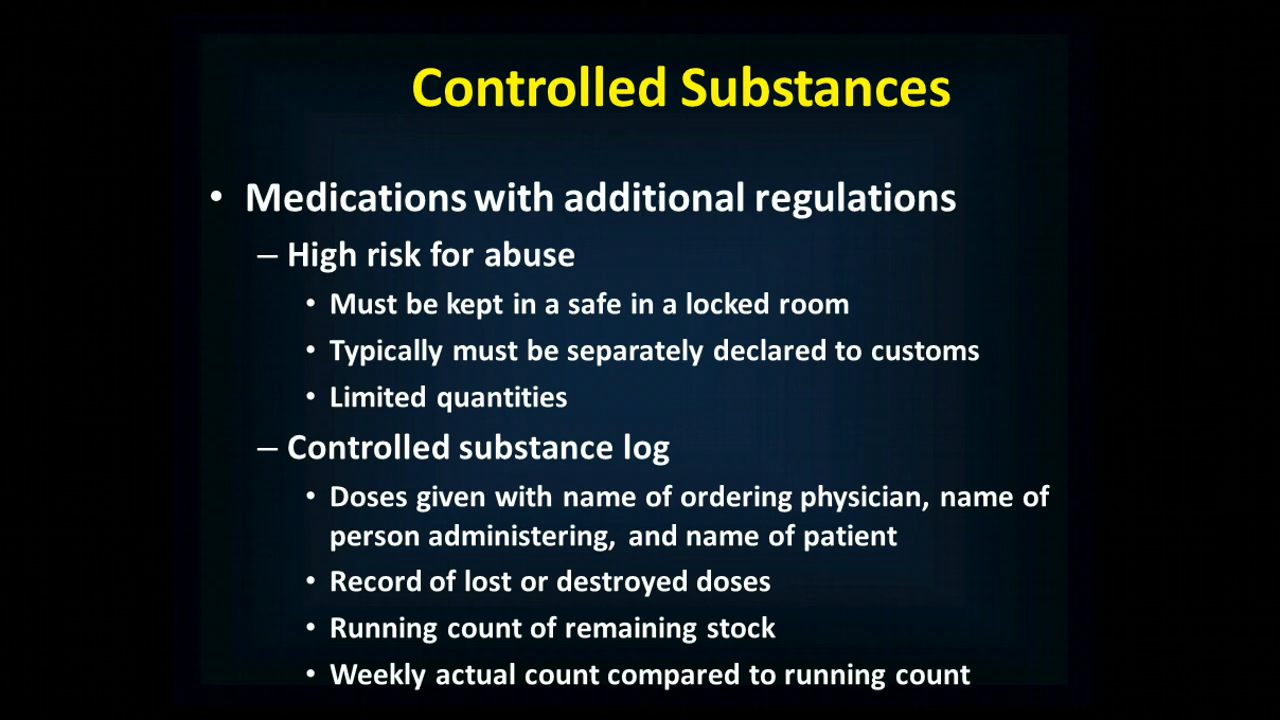 Controlled Substances
• Medications with additional regulations
– High risk for abuse
• Must be kept in a safe in a locked room
• Typically must be separately declared to customs
• Limited quantities
– Controlled substance log
• Doses given with name of ordering physician, name of
person administering, and name of patient
• Record of lost or destroyed doses
• Running count of remaining stock
• Weekly actual count compared to running count